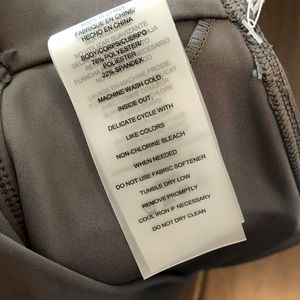 FABRIQUE EN CHINE/
HECHO EN CHINA
BODY/CORPS/CUERPO
78% POLYESTER/
POLIESTER
22% SPANDEX
MACHINE WASH COLD,
INSIDE OUT,
DELICATE CYCLE WITH
LIKE COLORS
NON-CHLORINE BLEACH
WHEN NEEDED
DO NOT USE FABRIC SOFTENER
TUMBLE DRY LOW
REMOVE PROMPTLY
COOL IRON IF NECESSARY
DO NOT DRY CLEAN